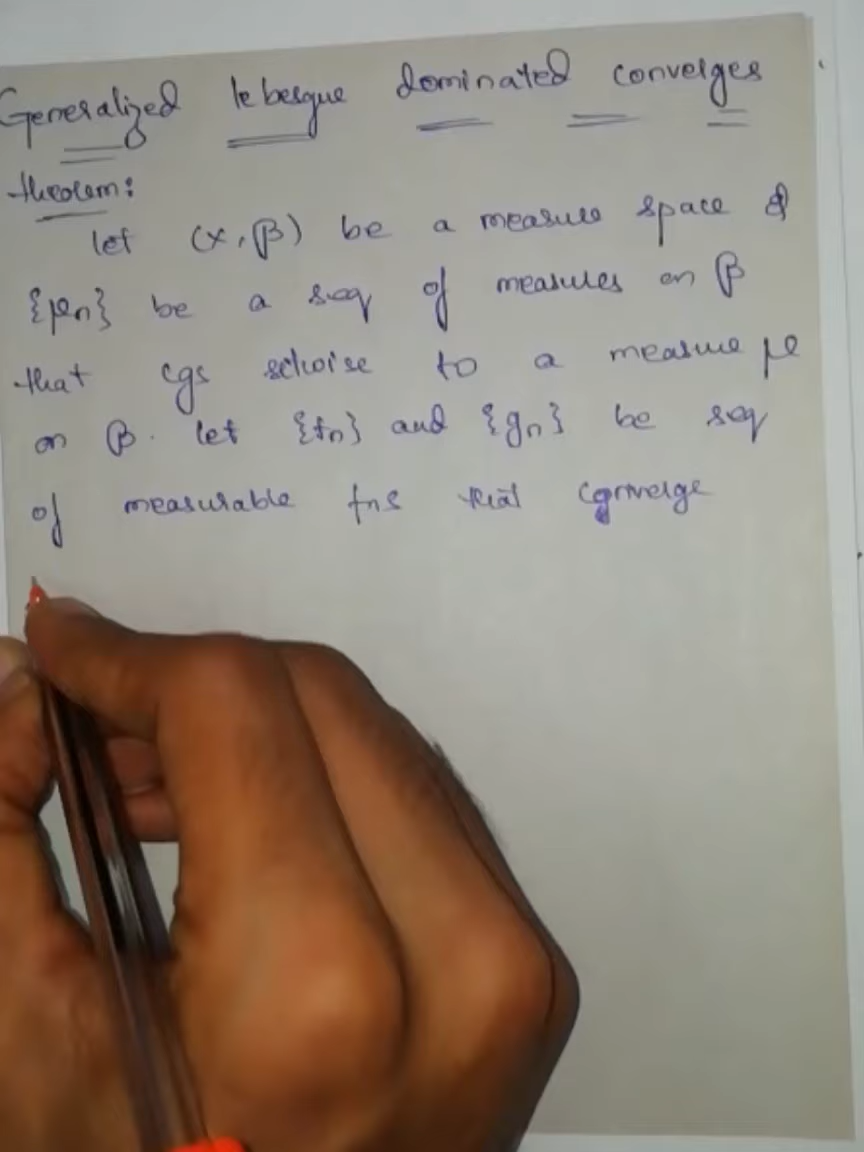 Generalized lebesgue dominated converges
theorem:
let (X, β) be a measure space &
{μn} be a seq of measures on β
that cgs setwise to a measure μ
on β. let {fn} and {gn} be seq
of measurable fns that converge